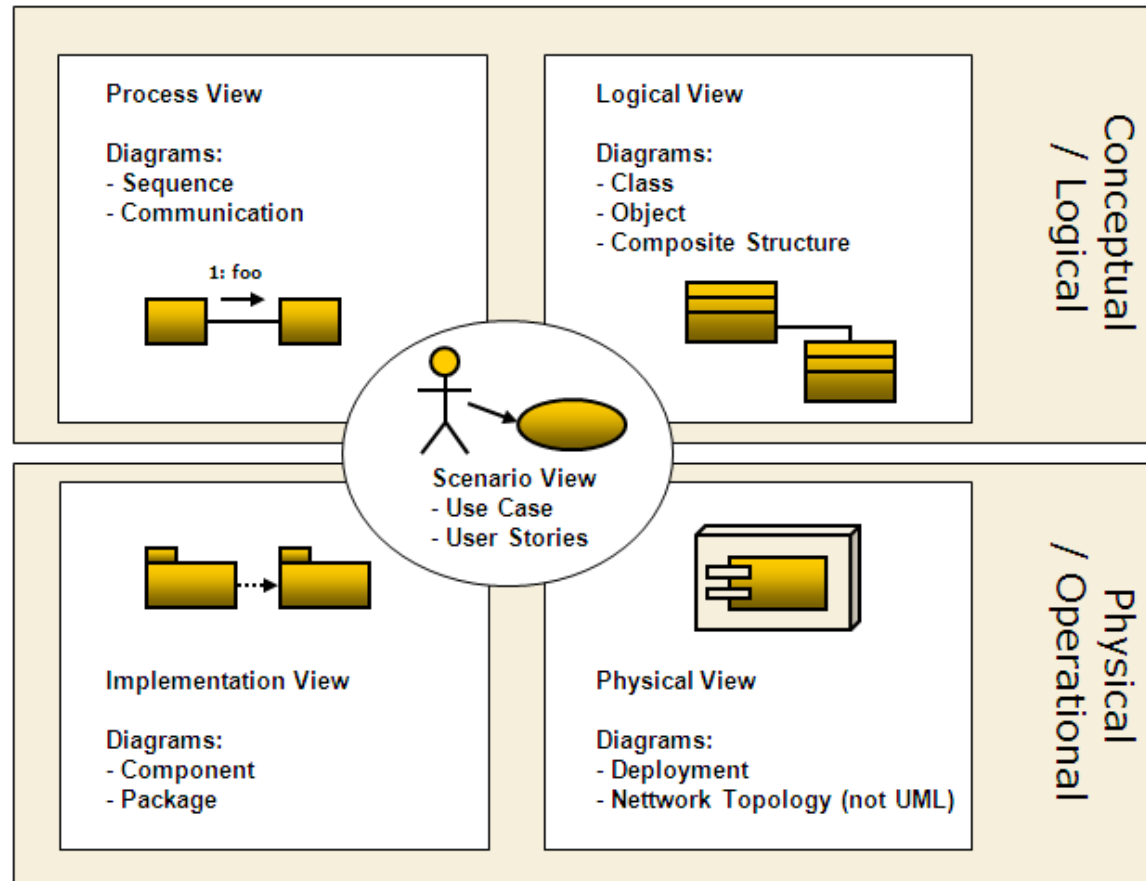 Process View
Diagrams:
- Sequence
- Communication
1: foo
Logical View
Diagrams:
- Class
- Object
- Composite Structure
Conceptual
/ Logical
Scenario View
- Use Case
- User Stories
Implementation View
Diagrams:
- Component
- Package
Physical View
Diagrams:
- Deployment
- Nettwork Topology (not UML)
Physical
/ Operational